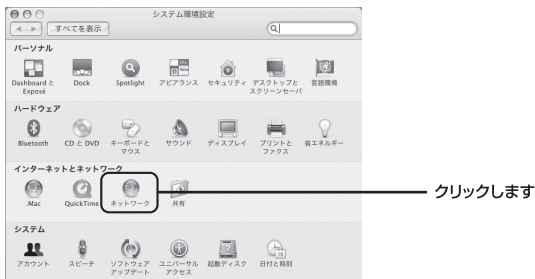 システム環境設定
すべてを表示
パーソナル
Dashboard と Exposé
Dock
Spotlight
アピアランス
セキュリティ
デスクトップと スクリーンセーバ
言語環境
ハードウェア
Bluetooth
CD と DVD
キーボードと マウス
サウンド
ディスプレイ
プリントと ファクス
省エネルギー
インターネットとネットワーク
.Mac
QuickTime
ネットワーク
共有
クリックします
システム
アカウント
スピーチ
ソフトウェア アップデート
ユニバーサル アクセス
起動ディスク
日付と時刻